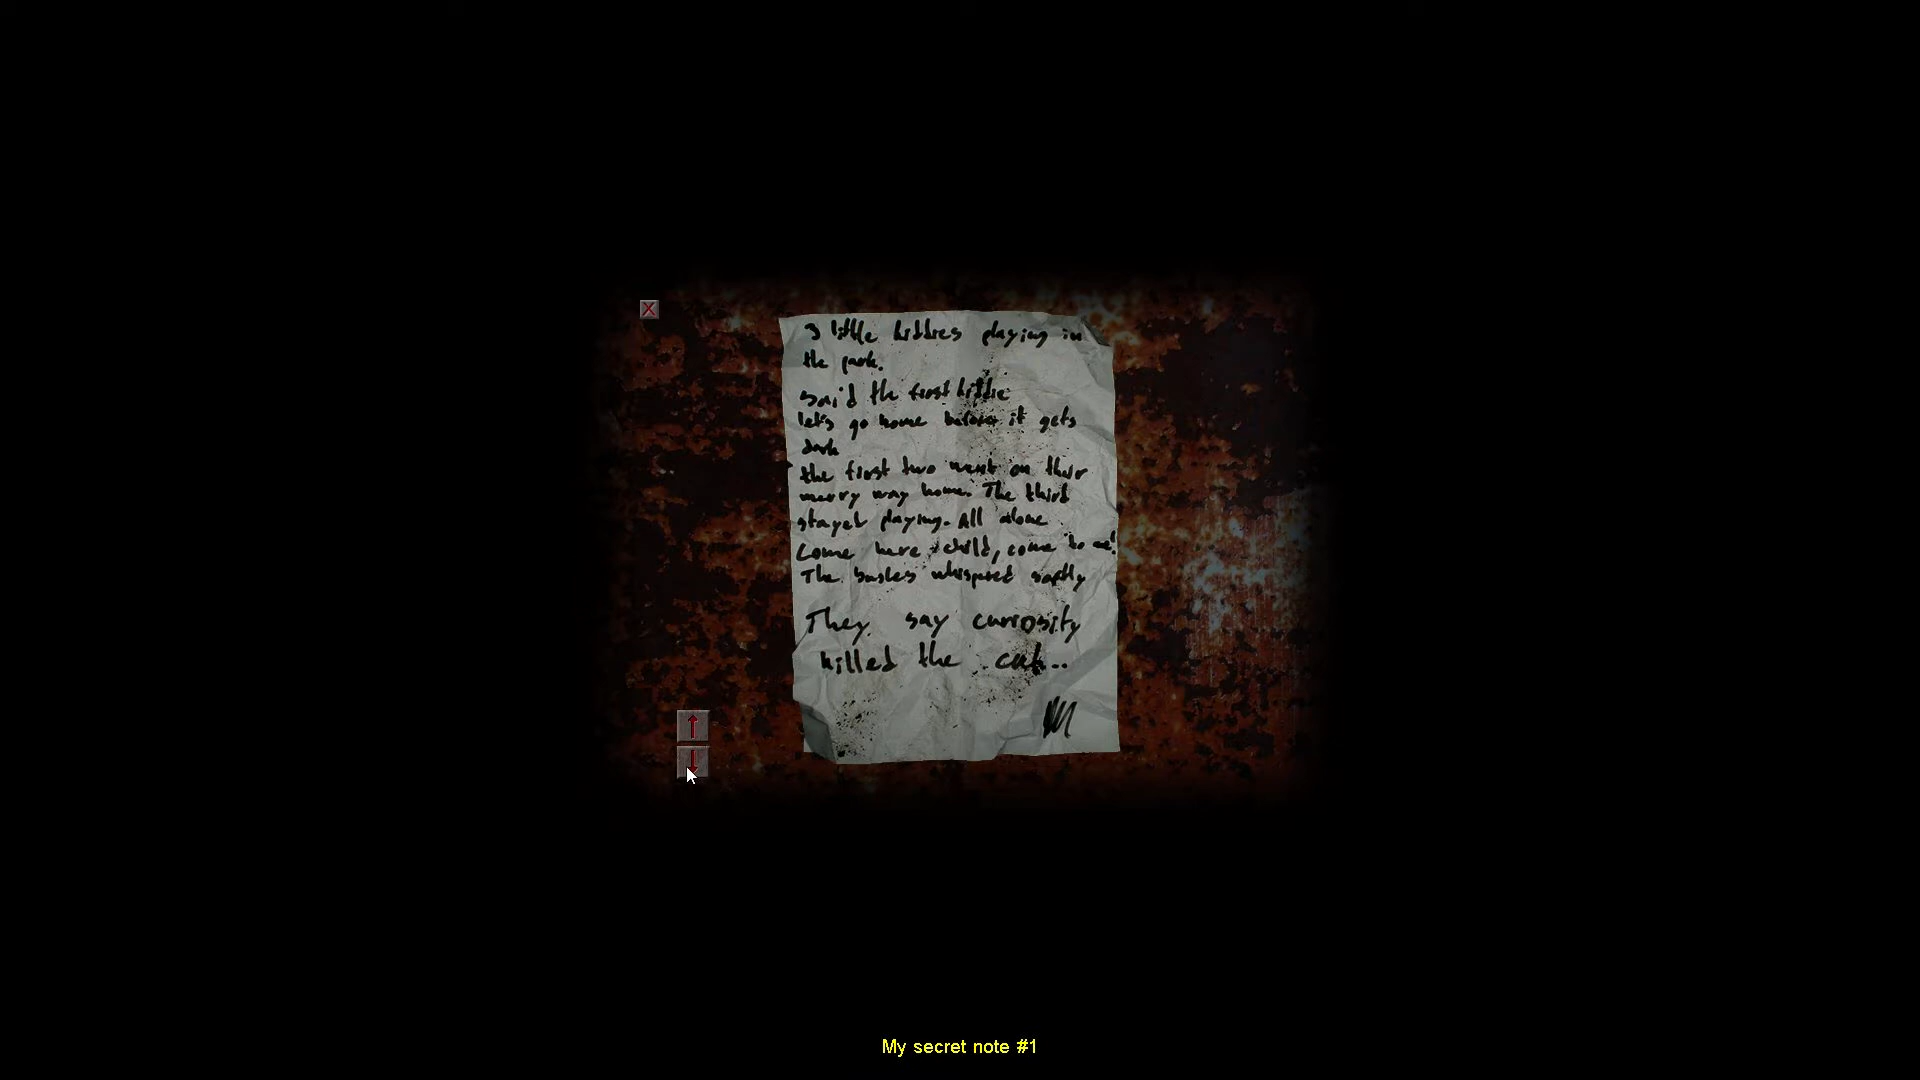 3 little kiddies playing in
the park.
said the first kiddie
let's go home before it gets
dark
the first two went on their
merry way home. The third
stayed playing. All alone
Come here child, come to me!
The bushes whispered softly
They say curiosity
killed the cat..
My secret note #1